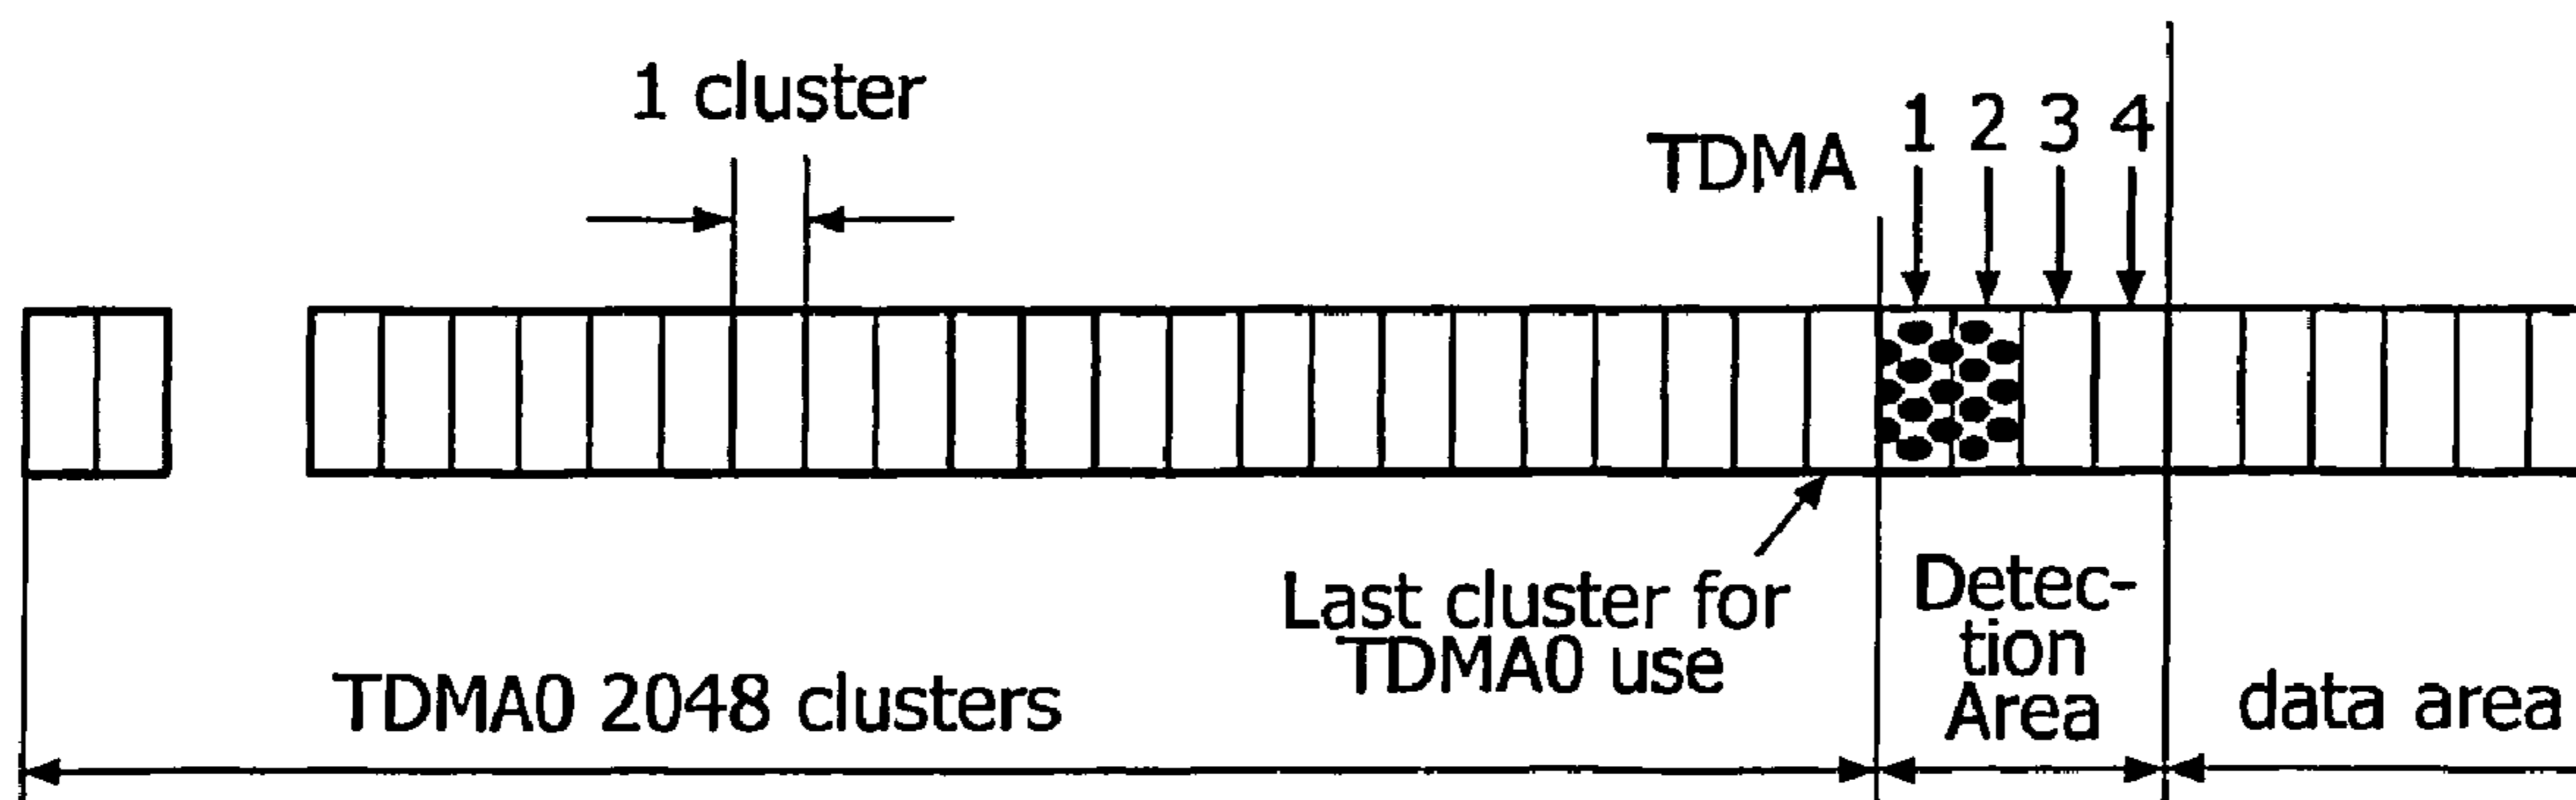 1 cluster
TDMA
1 2 3 4
Last cluster for
TDMA0 use
Detec-
tion
Area
TDMA0 2048 clusters
data area